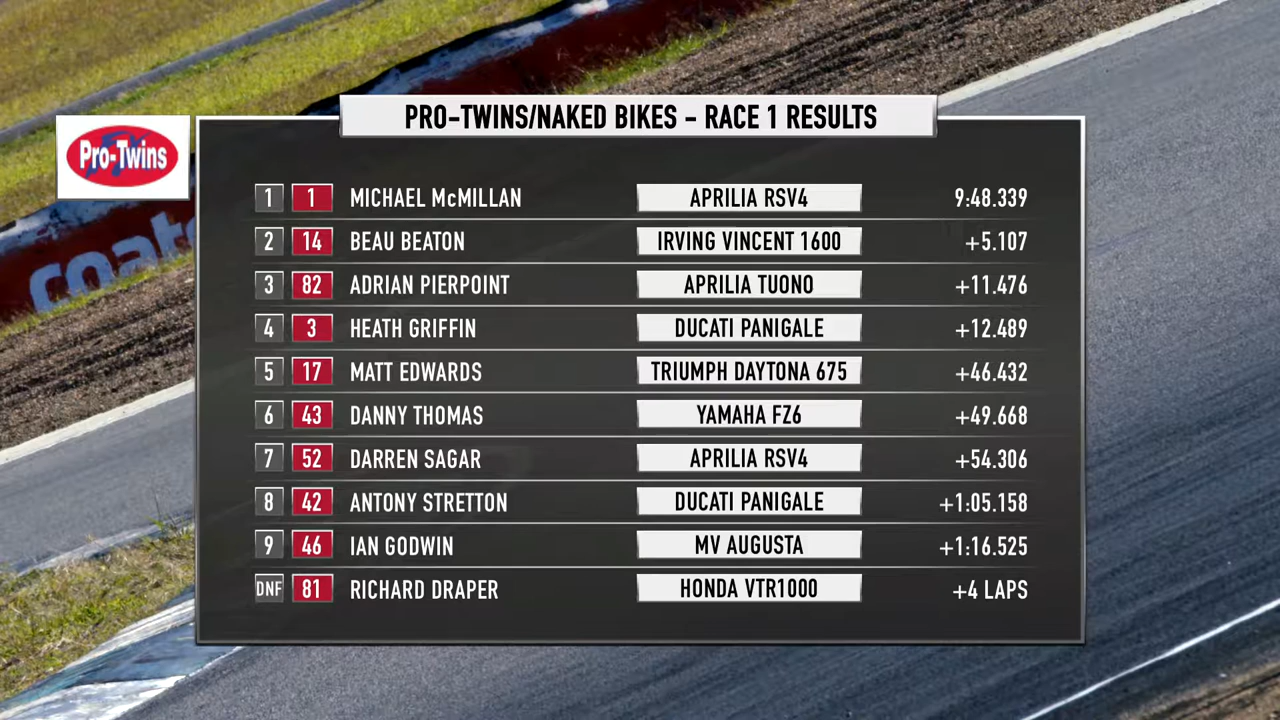 PRO-TWINS/NAKED BIKES - RACE 1 RESULTS
Pro-Twins
coate
1 1 MICHAEL McMILLAN APRILIA RSV4 9:48.339
2 14 BEAU BEATON IRVING VINCENT 1600 +5.107
3 82 ADRIAN PIERPOINT APRILIA TUONO +11.476
4 3 HEATH GRIFFIN DUCATI PANIGALE +12.489
5 17 MATT EDWARDS TRIUMPH DAYTONA 675 +46.432
6 43 DANNY THOMAS YAMAHA FZ6 +49.668
7 52 DARREN SAGAR APRILIA RSV4 +54.306
8 42 ANTONY STRETTON DUCATI PANIGALE +1:05.158
9 46 IAN GODWIN MV AUGUSTA +1:16.525
DNF 81 RICHARD DRAPER HONDA VTR1000 +4 LAPS